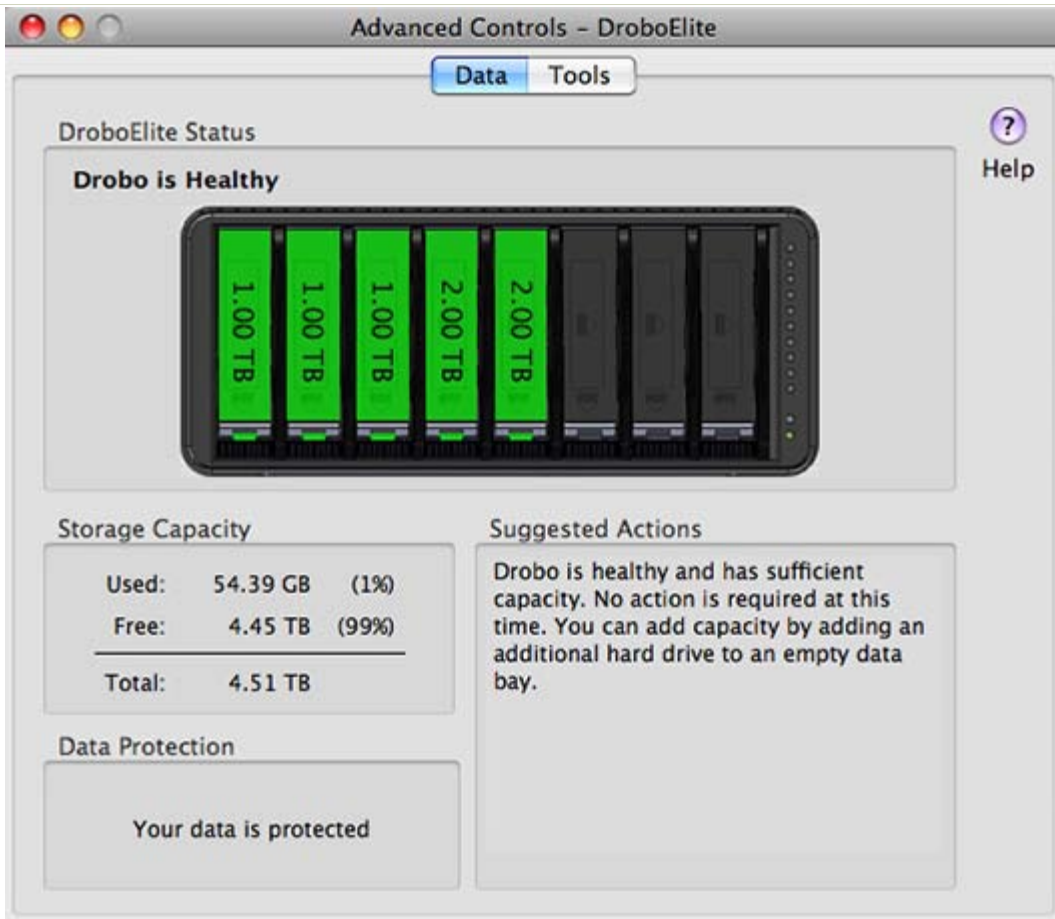 Advanced Controls – DroboElite
Data Tools
?
Help
DroboElite Status
Drobo is Healthy
1.00 TB
1.00 TB
1.00 TB
2.00 TB
2.00 TB
Storage Capacity
Used: 54.39 GB (1%)
Free: 4.45 TB (99%)
Total: 4.51 TB
Suggested Actions
Drobo is healthy and has sufficient
capacity. No action is required at this
time. You can add capacity by adding an
additional hard drive to an empty data
bay.
Data Protection
Your data is protected